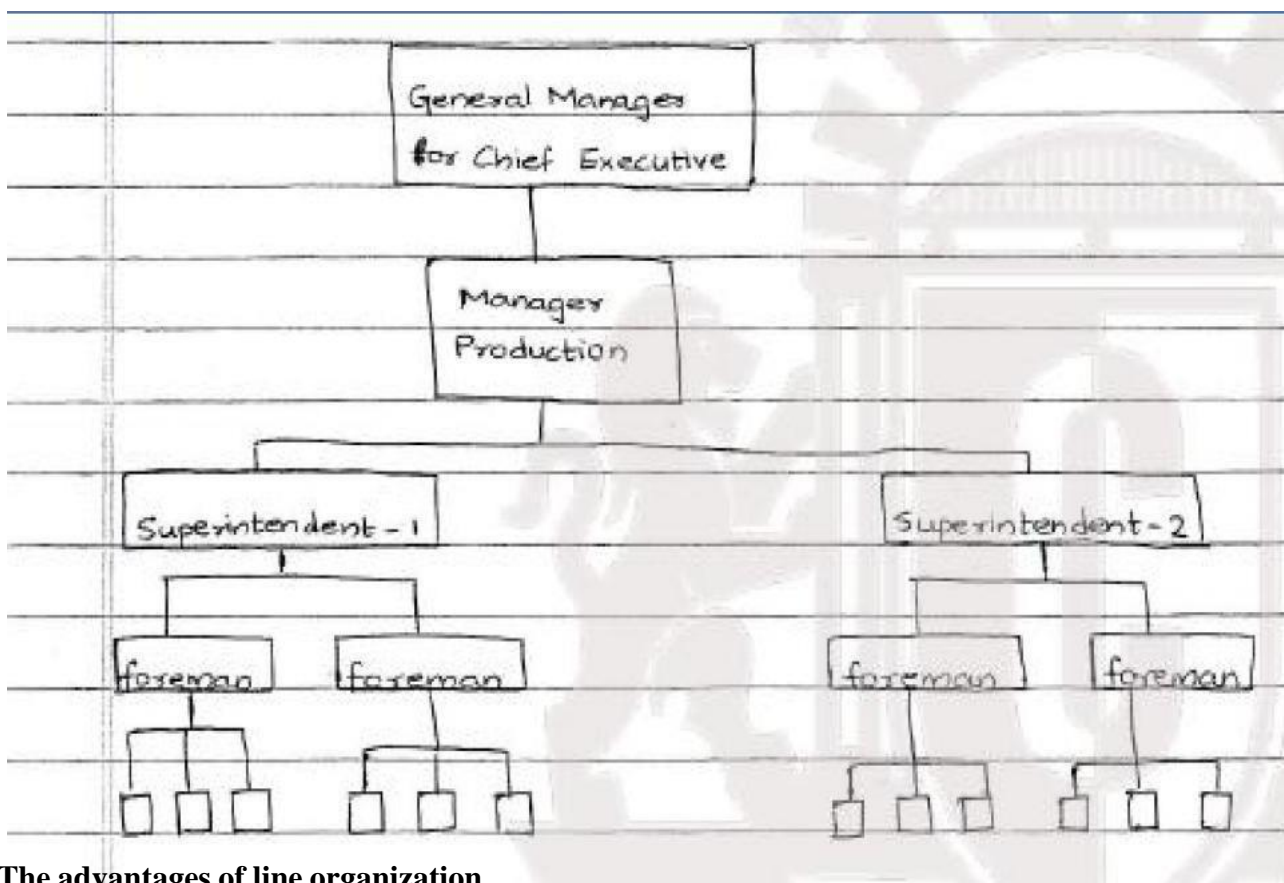 General Manager
for Chief Executive
Manager
Production
Superintendent - 1
Superintendent - 2
foreman
foreman
foreman
foreman
The advantages of line organization